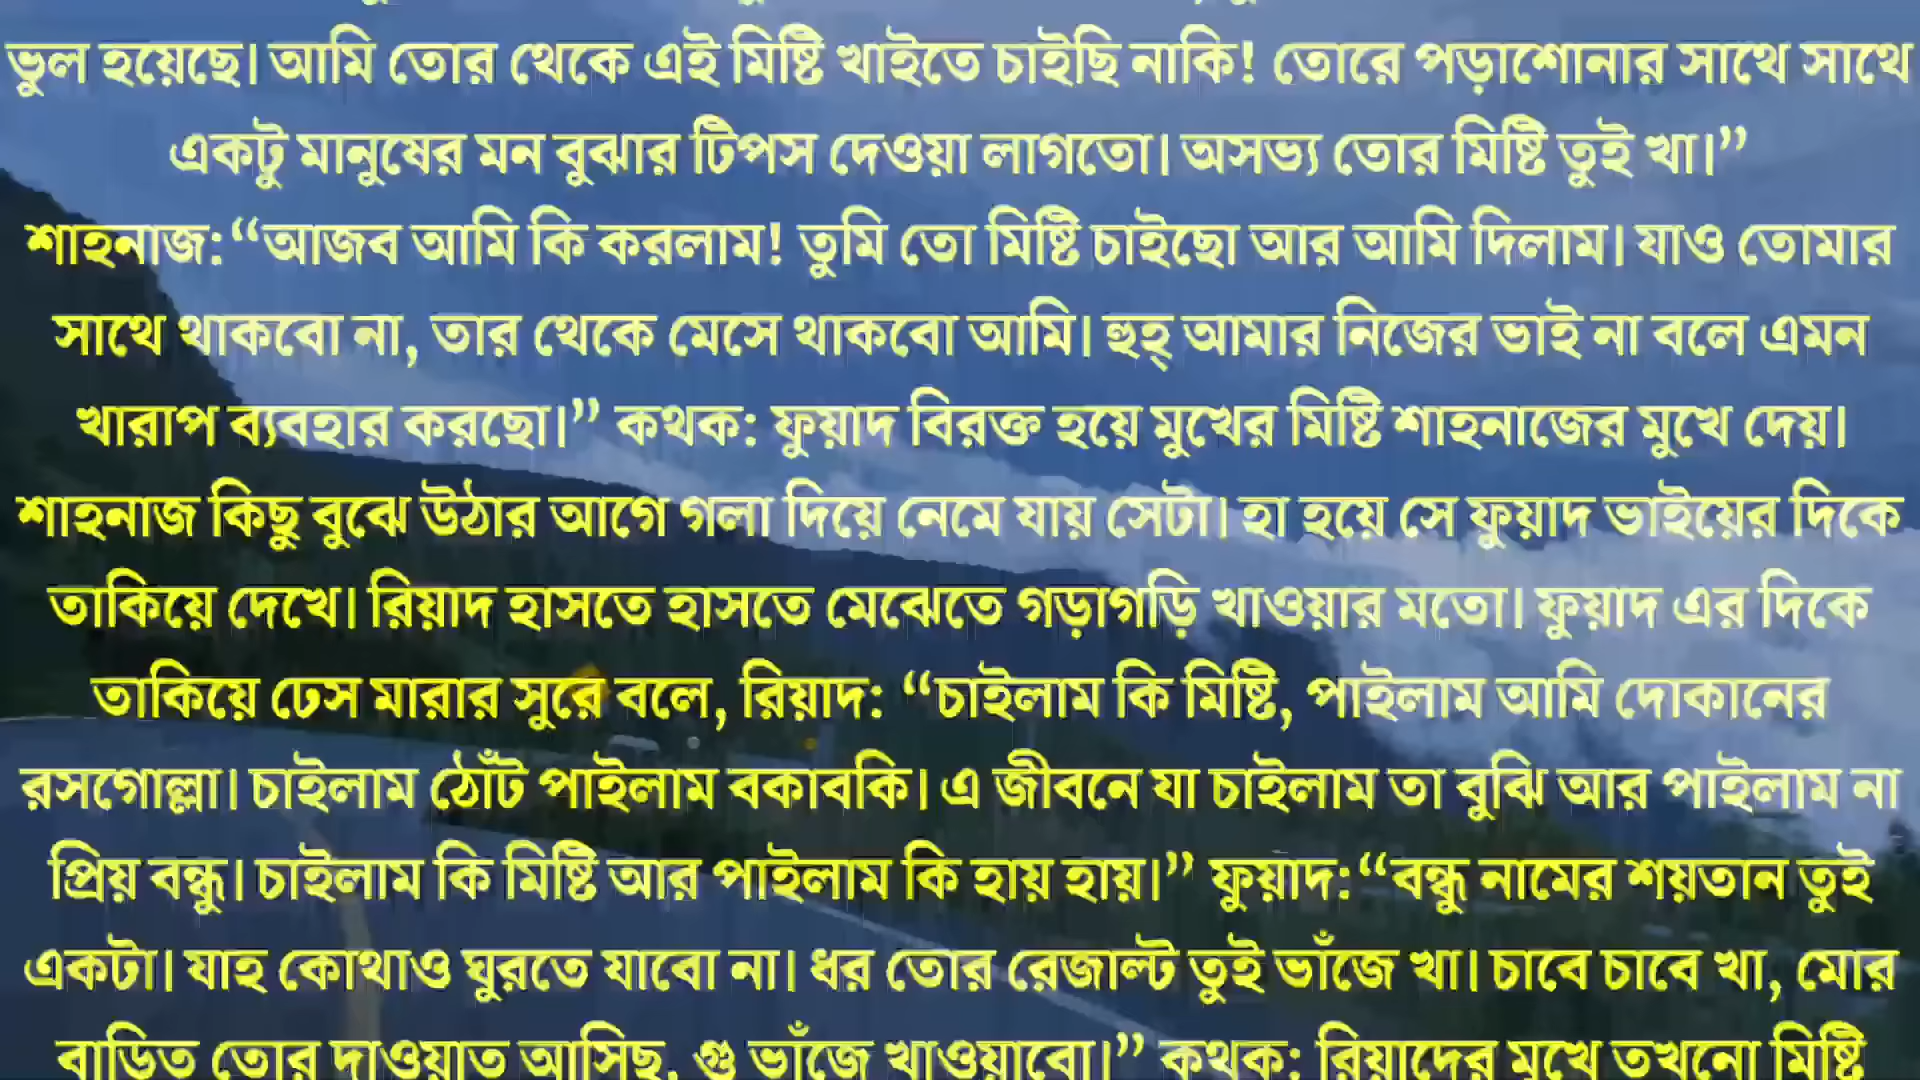 ভুল হয়েছে। আমি তোর থেকে এই মিষ্টি খাইতে চাইছি নাকি! তোরে পড়াশোনার সাথে সাথে
একটু মানুষের মন বুঝার টিপস দেওয়া লাগতো। অসভ্য তোর মিষ্টি তুই খা।”
শাহনাজ:“আজব আমি কি করলাম! তুমি তো মিষ্টি চাইছো আর আমি দিলাম। যাও তোমার
সাথে থাকবো না, তার থেকে মেসে থাকবো আমি। হুহ্ আমার নিজের ভাই না বলে এমন
খারাপ ব্যবহার করছো।” কথক: ফুয়াদ বিরক্ত হয়ে মুখের মিষ্টি শাহনাজের মুখে দেয়।
শাহনাজ কিছু বুঝে উঠার আগে গলা দিয়ে নেমে যায় সেটা। হা হয়ে সে ফুয়াদ ভাইয়ের দিকে
তাকিয়ে দেখে। রিয়াদ হাসতে হাসতে মেঝেতে গড়াগড়ি খাওয়ার মতো। ফুয়াদ এর দিকে
তাকিয়ে ঢেস মারার সুরে বলে, রিয়াদ: “চাইলাম কি মিষ্টি, পাইলাম আমি দোকানের
রসগোল্লা। চাইলাম ঠোঁট পাইলাম বকাবকি। এ জীবনে যা চাইলাম তা বুঝি আর পাইলাম না
প্রিয় বন্ধু। চাইলাম কি মিষ্টি আর পাইলাম কি হায় হায়।” ফুয়াদ:“বন্ধু নামের শয়তান তুই
একটা। যাহ কোথাও ঘুরতে যাবো না। ধর তোর রেজাল্ট তুই ভাঁজে খা। চাবে চাবে খা, মোর
বাড়িত তোর দাওয়াত আসিছ, গু ভাঁজে খাওয়াবো।” কথক: রিয়াদের মুখে তখনো মিষ্টি